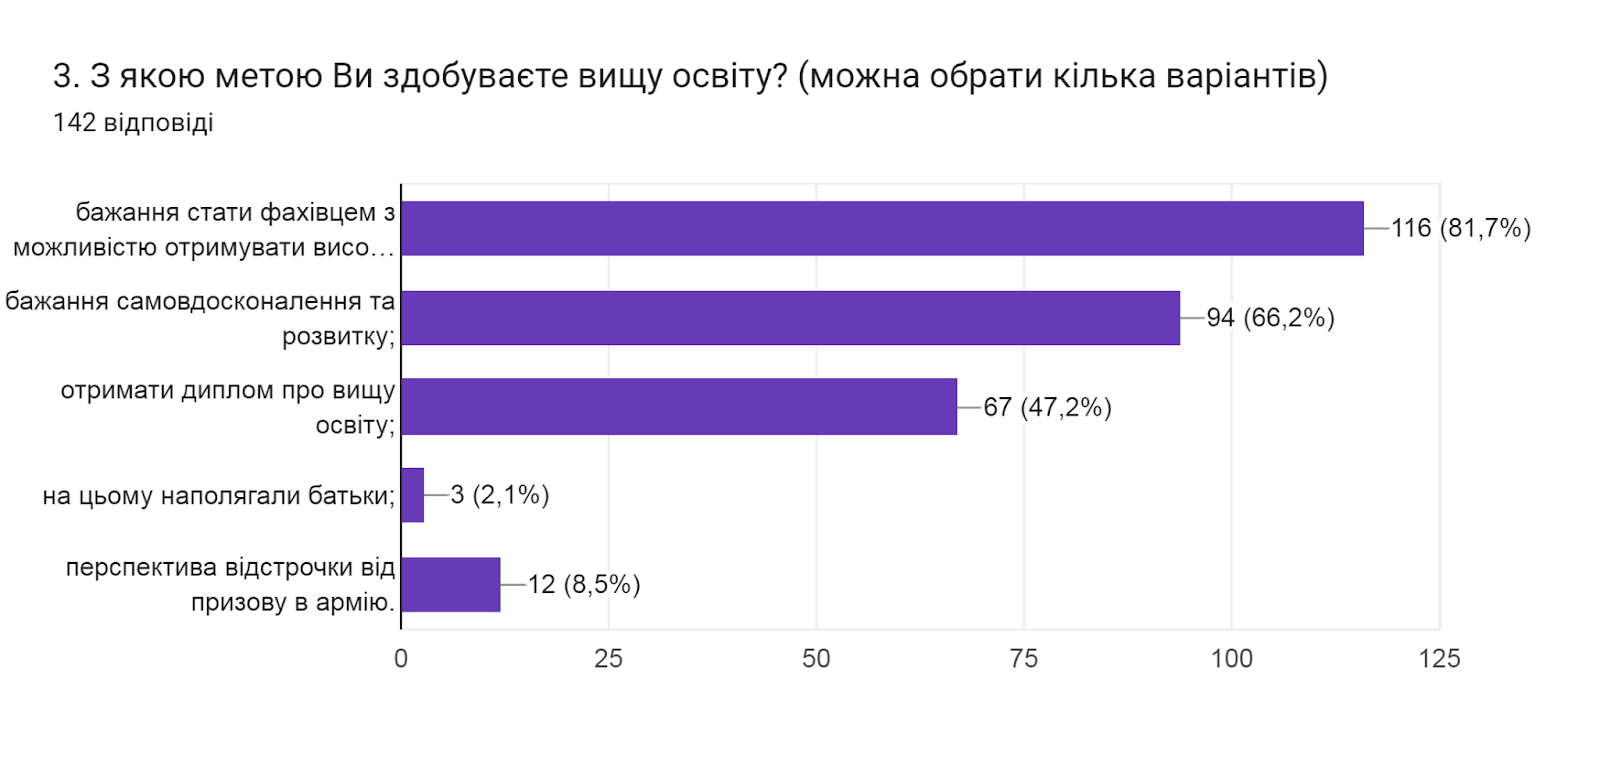 3. З якою метою Ви здобуваєте вищу освіту? (можна обрати кілька варіантів)
142 відповіді
бажання стати фахівцем з
можливістю отримувати висо…
116 (81,7%)
бажання самовдосконалення та
розвитку;
94 (66,2%)
отримати диплом про вищу
освіту;
67 (47,2%)
на цьому наполягали батьки;
3 (2,1%)
перспектива відстрочки від
призову в армію.
12 (8,5%)
0 25 50 75 100 125